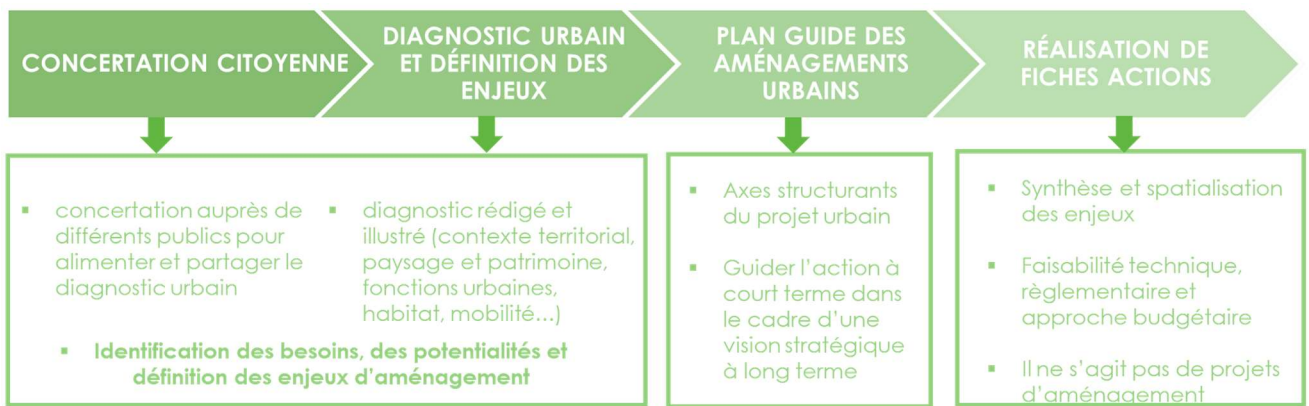 CONCERTATION CITOYENNE
DIAGNOSTIC URBAIN
ET DÉFINITION DES
ENJEUX
PLAN GUIDE DES
AMÉNAGEMENTS
URBAINS
RÉALISATION DE
FICHES ACTIONS
▪ concertation auprès de
différents publics pour
alimenter et partager le
diagnostic urbain
▪ diagnostic rédigé et
illustré (contexte territorial,
paysage et patrimoine,
fonctions urbaines,
habitat, mobilité...)
▪ Identification des besoins, des potentialités et
définition des enjeux d'aménagement
▪ Axes structurants
du projet urbain
▪ Guider l'action à
court terme dans
le cadre d'une
vision stratégique
à long terme
▪ Synthèse et spatialisation
des enjeux
▪ Faisabilité technique,
règlementaire et
approche budgétaire
▪ Il ne s'agit pas de projets
d'aménagement